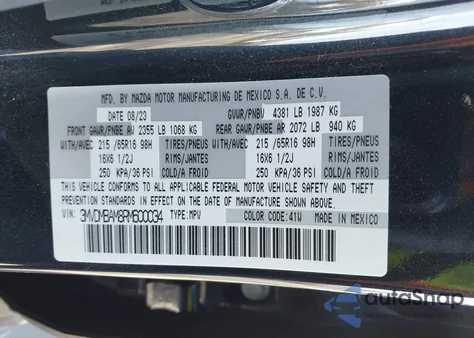 MFD. BY MAZDA MOTOR MANUFACTURING DE MEXICO S.A. DE C.V.
DATE 08/23 GVWR/PNBV 4381 LB 1987 KG
FRONT GAWR/PNBE AV 2355 LB 1068 KG REAR GAWR/PNBE AR 2072 LB 940 KG
WITH/AVEC 215 /65R16 98H TIRES/PNEUS WITH/AVEC 215 /65R16 98H TIRES/PNEUS
16X6 1/2J RIMS/JANTES 16X6 1/2J RIMS/JANTES
250 KPA/36 PSI COLD/A FROID 250 KPA/36 PSI COLD/A FROID
THIS VEHICLE CONFORMS TO ALL APPLICABLE FEDERAL MOTOR VEHICLE SAFETY AND THEFT
PREVENTION STANDARDS IN EFFECT ON THE DATE OF MANUFACTURE SHOWN ABOVE.
VIN: 3MVDMBAM8RM600034 TYPE: MPV COLOR CODE: 41W MADE IN MEXICO
autoSnap